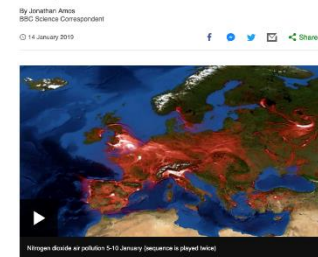 By Jonathan Amos
BBC Science Correspondent
14 January 2019
Share
Nitrogen dioxide air pollution 5-10 January (sequence is played twice)